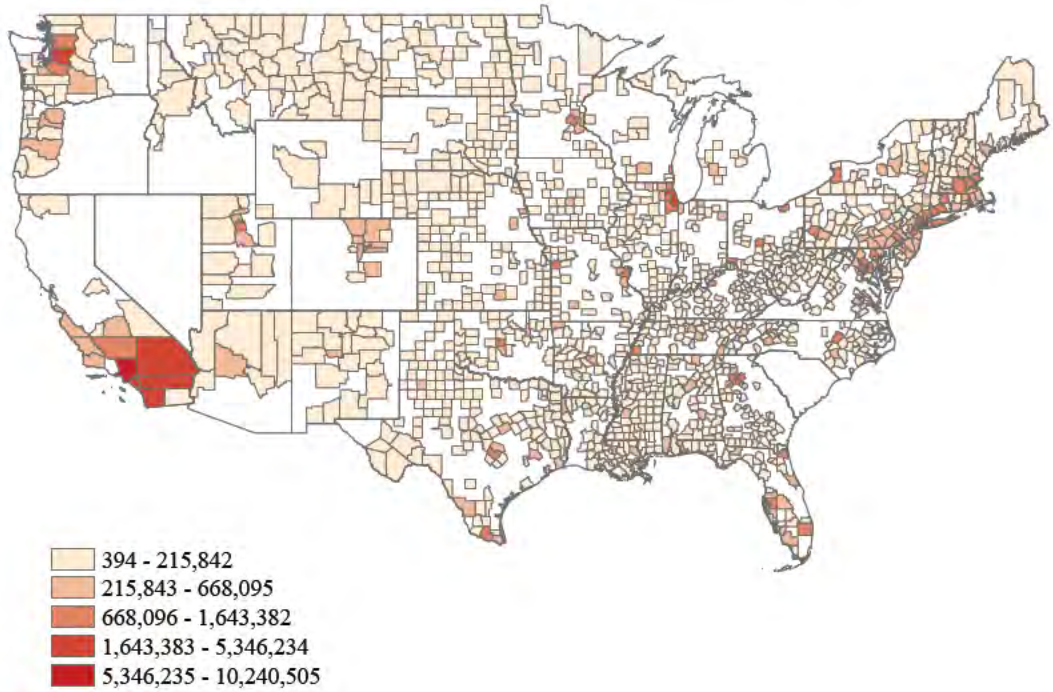 394 - 215,842
215,843 - 668,095
668,096 - 1,643,382
1,643,383 - 5,346,234
5,346,235 - 10,240,505